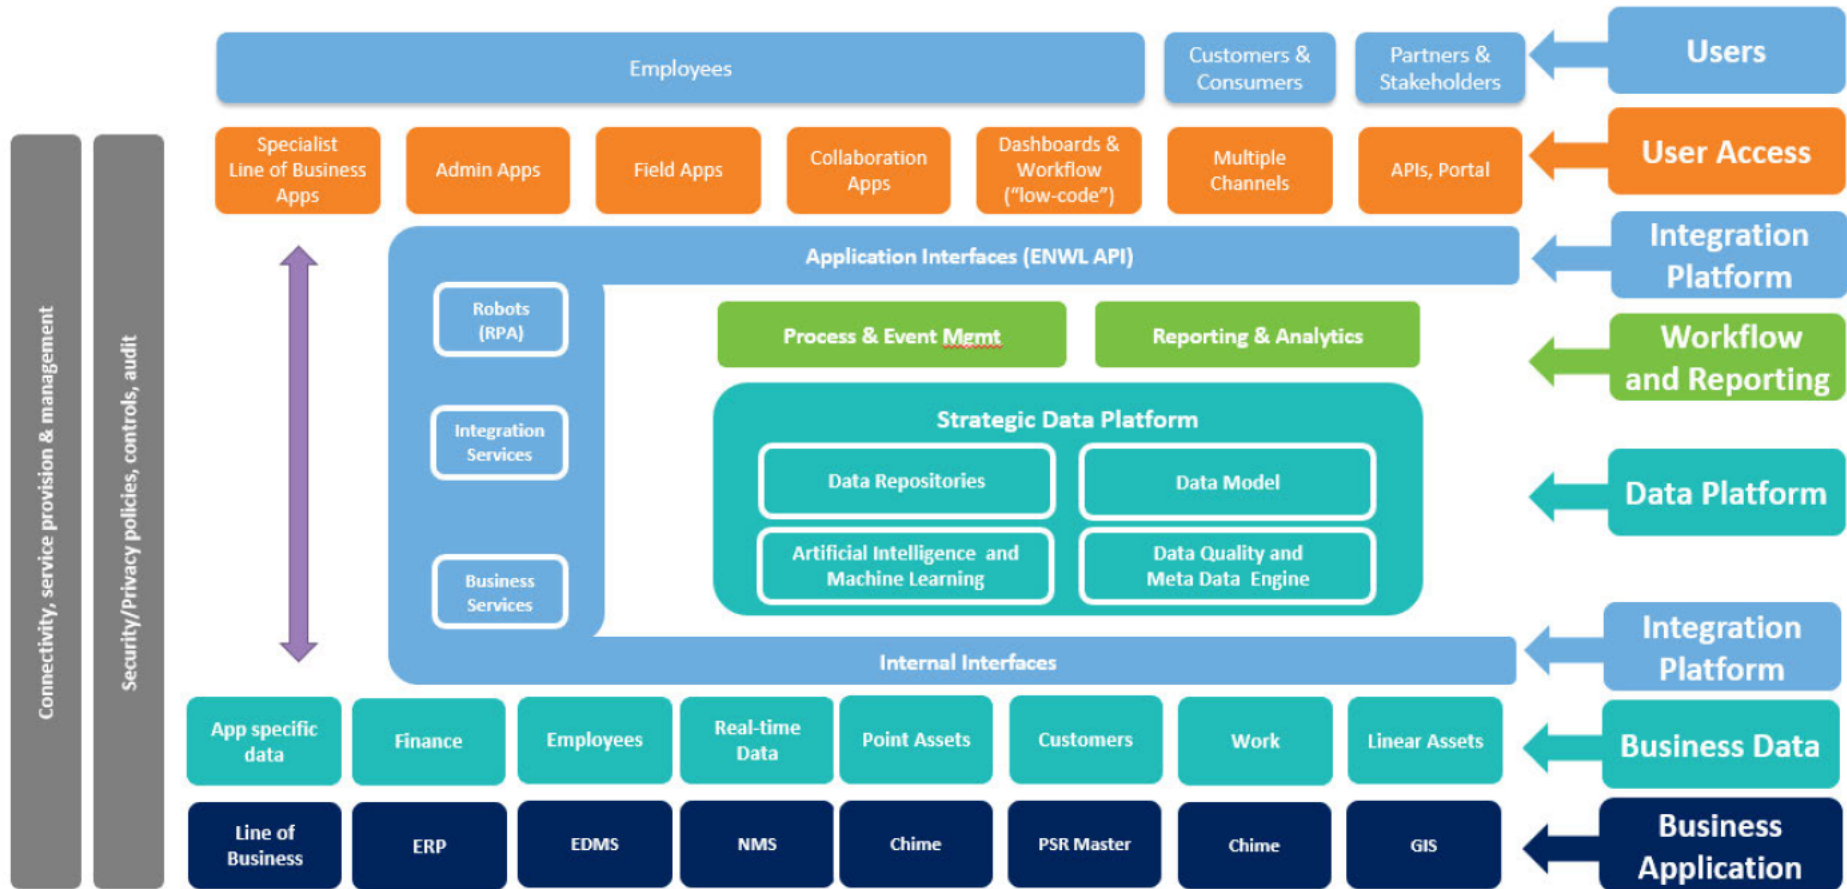 Employees
Customers &
Consumers
Partners &
Stakeholders
Users
Specialist
Line of Business
Apps
Admin Apps
Field Apps
Collaboration
Apps
Dashboards &
Workflow
("low-code")
Multiple
Channels
APIs, Portal
User Access
Connectivity, service provision & management
Security/Privacy policies, controls, audit
Application Interfaces (ENWL API)
Integration
Platform
Robots
(RPA)
Process & Event Mgmt
Reporting & Analytics
Workflow
and Reporting
Integration
Services
Strategic Data Platform
Data Repositories
Data Model
Artificial Intelligence and
Machine Learning
Data Quality and
Meta Data Engine
Data Platform
Business
Services
Internal Interfaces
Integration
Platform
App specific
data
Finance
Employees
Real-time
Data
Point Assets
Customers
Work
Linear Assets
Business Data
Line of
Business
ERP
EDMS
NMS
Chime
PSR Master
Chime
GIS
Business
Application